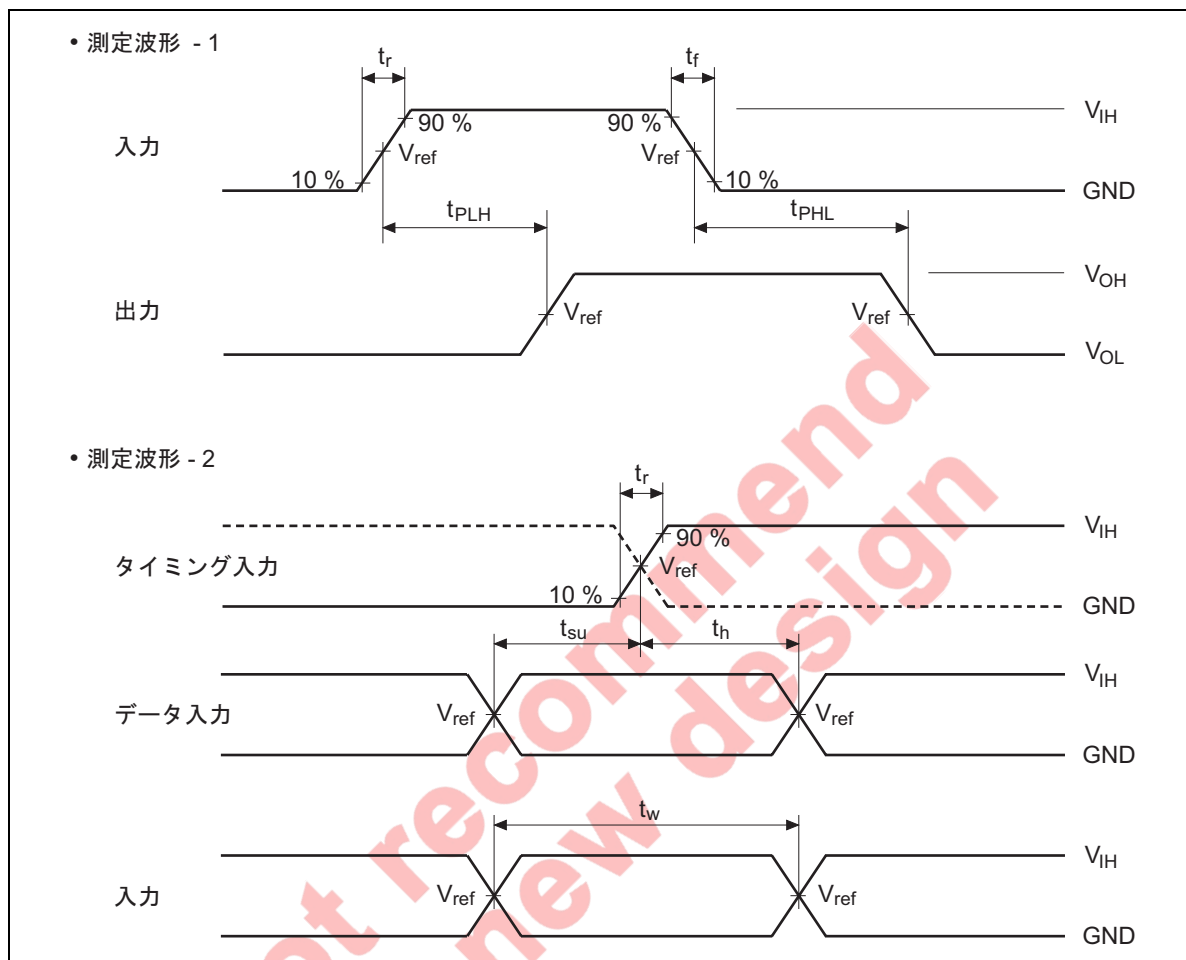 • 測定波形 - 1
tr
tf
90 %
90 %
VIH
入力
Vref
Vref
10 %
10 %
GND
tPLH
tPHL
VOH
出力
Vref
Vref
VOL
• 測定波形 - 2
tr
VIH
90 %
タイミング入力
Vref
10 %
GND
tsu
th
VIH
データ入力
Vref
Vref
GND
tw
VIH
入力
Vref
Vref
GND
recommend
new design